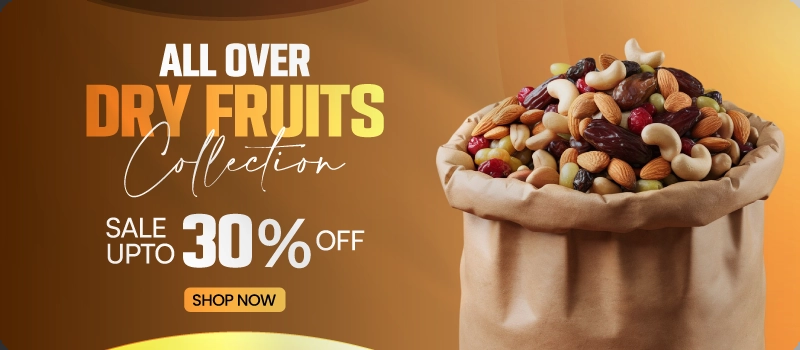 ALL OVER
DRY FRUITS
Collection
SALE
UPTO
30% OFF
SHOP NOW